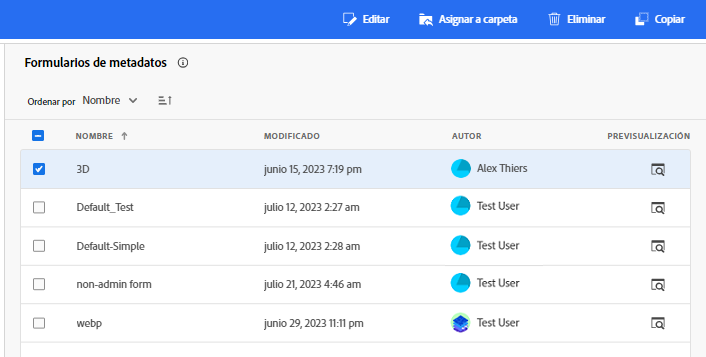 Editar Asignar a carpeta Eliminar Copiar
Formularios de metadatos
Ordenar por Nombre
NOMBRE MODIFICADO AUTOR PREVISUALIZACIÓN
3D junio 15, 2023 7:19 pm Alex Thiers
Default_Test julio 12, 2023 2:27 am Test User
Default-Simple julio 12, 2023 2:28 am Test User
non-admin form julio 21, 2023 4:46 am Test User
webp junio 29, 2023 11:11 pm Test User